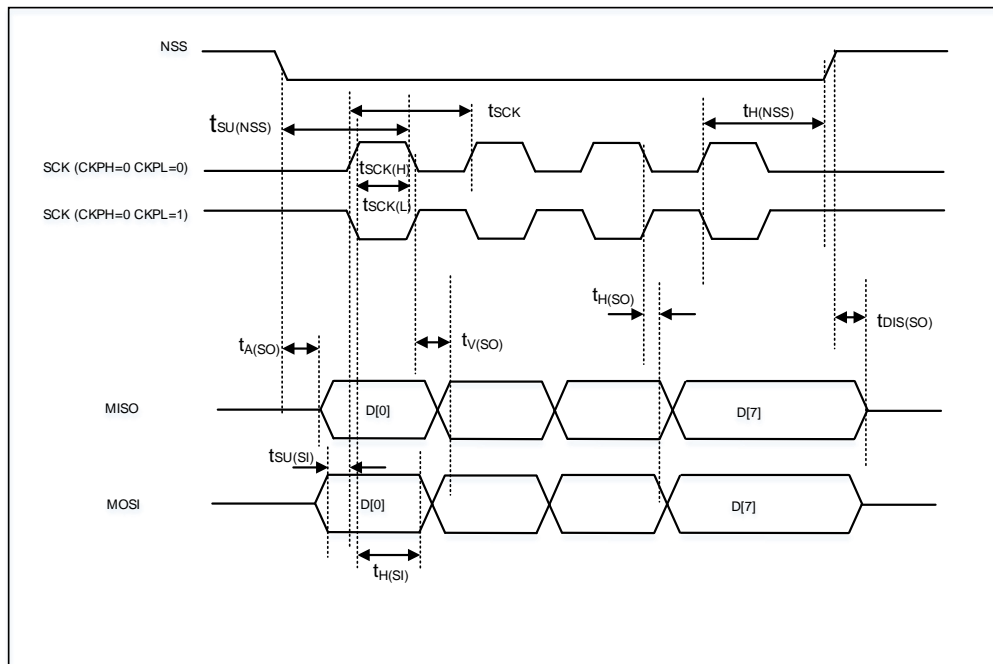 NSS
tSCK
tH(NSS)
tSU(NSS)
SCK (CKPH=0 CKPL=0)
tSCK(H)
tSCK(L)
SCK (CKPH=0 CKPL=1)
tH(SO)
tDIS(SO)
tV(SO)
tA(SO)
MISO
D[0]
D[7]
tSU(SI)
MOSI
D[0]
D[7]
tH(SI)